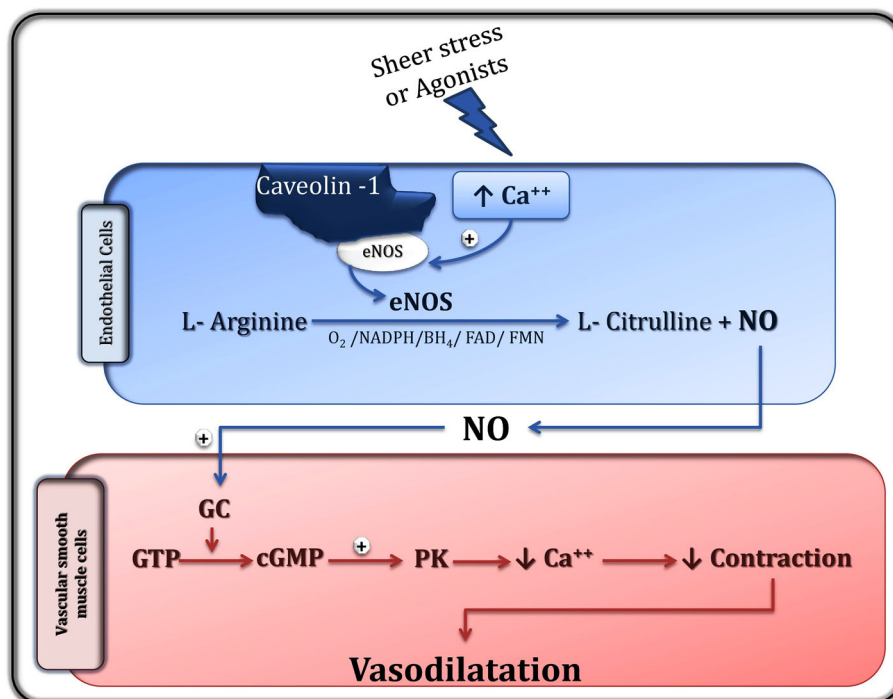 Sheer stress
or Agonists
Caveolin -1
↑ Ca⁺⁺
+
eNOS
Endothelial Cells
eNOS
L- Arginine
L- Citrulline + NO
O₂ /NADPH/BH₄/ FAD/ FMN
NO
+
Vascular smooth
muscle cells
GC
GTP
cGMP
+
PK
↓ Ca⁺⁺
↓ Contraction
Vasodilatation